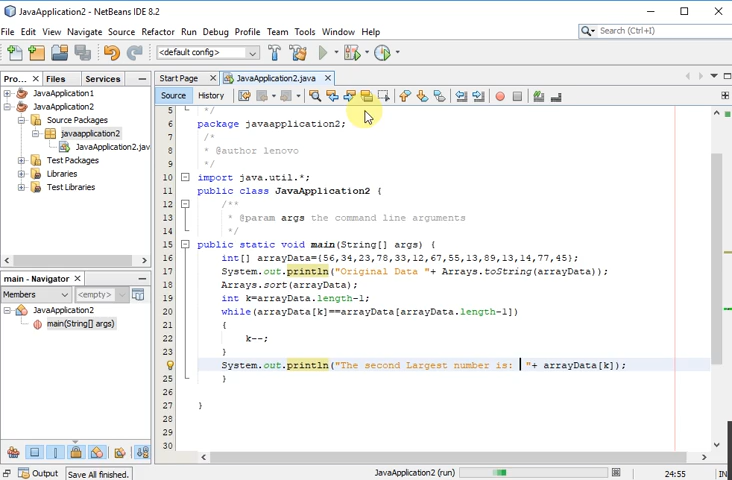 JavaApplication2 - NetBeans IDE 8.2
File Edit View Navigate Source Refactor Run Debug Profile Team Tools Window Help
<default config>
Search (Ctrl+I)
Pro... Files Services
Start Page JavaApplication2.java
Source History
JavaApplication1
JavaApplication2
Source Packages
javaapplication2
JavaApplication2.jav
Test Packages
Libraries
Test Libraries
5 */
6 package javaapplication2;
7 /*
8 * @author lenovo
9 */
10 import java.util.*;
11 public class JavaApplication2 {
12 /**
13 * @param args the command line arguments
14 */
15 public static void main(String[] args) {
16 int[] arrayData={56,34,23,78,33,12,67,55,13,89,13,14,77,45};
17 System.out.println("Original Data "+ Arrays.toString(arrayData));
18 Arrays.sort(arrayData);
19 int k=arrayData.length-1;
20 while(arrayData[k]==arrayData[arrayData.length-1])
21 {
22 k--;
23 }
System.out.println("The second Largest number is: "+ arrayData[k]);
25 }
26
27 }
28
29
30
main - Navigator
Members <empty>
JavaApplication2
main(String[] args)
Output
Save All finished.
JavaApplication2 (run)
24:55
IN